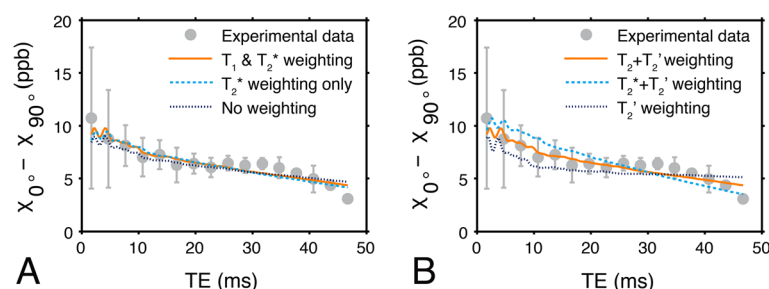 20
15
10
5
0
χ0° − χ90° (ppb)
Experimental data
T1 & T2* weighting
T2* weighting only
No weighting
0 10 20 30 40 50
TE (ms)
A
20
15
10
5
0
χ0° − χ90° (ppb)
Experimental data
T2+T2’ weighting
T2*+T2’ weighting
T2’ weighting
0 10 20 30 40 50
TE (ms)
B